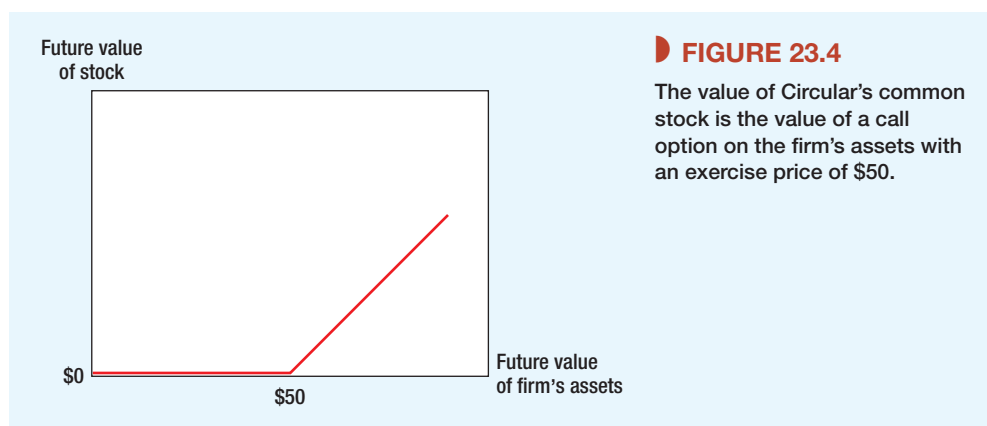 Future value
of stock
$0
$50
Future value
of firm's assets
FIGURE 23.4
The value of Circular's common
stock is the value of a call
option on the firm's assets with
an exercise price of $50.